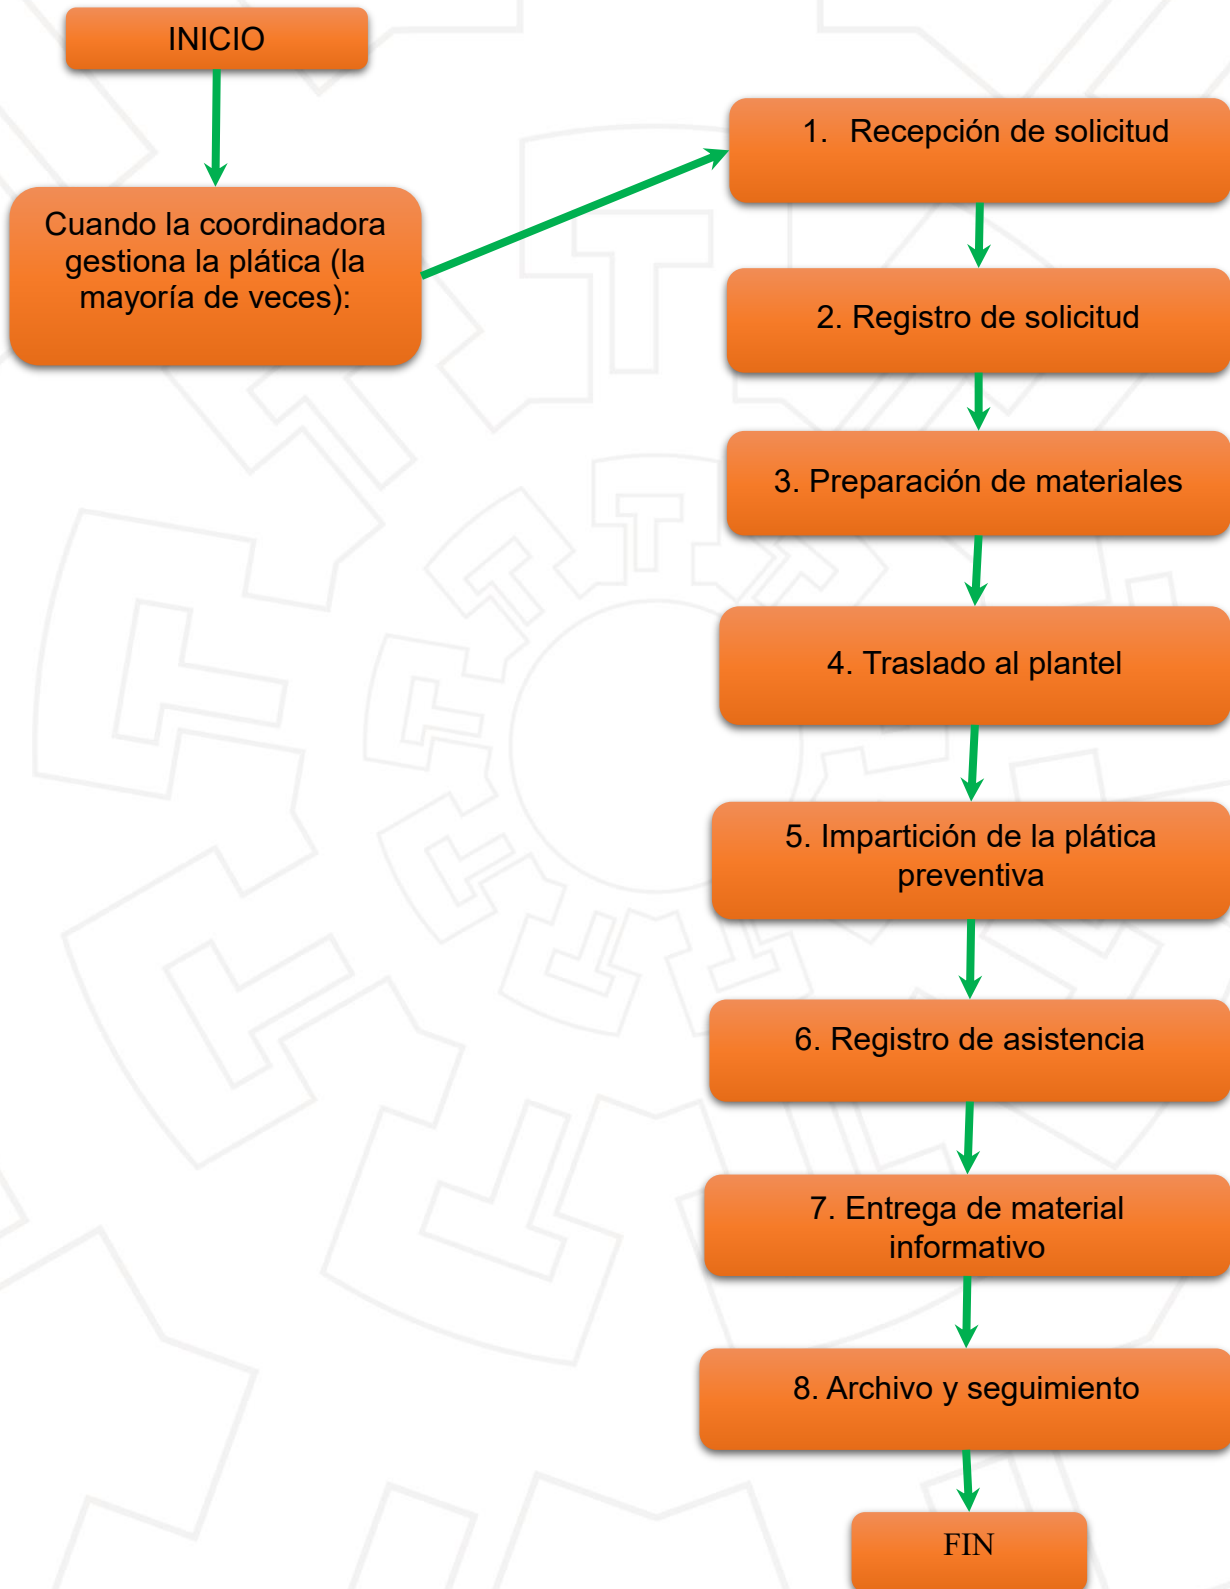 INICIO
Cuando la coordinadora
gestiona la plática (la
mayoría de veces):
1. Recepción de solicitud
2. Registro de solicitud
3. Preparación de materiales
4. Traslado al plantel
5. Impartición de la plática
preventiva
6. Registro de asistencia
7. Entrega de material
informativo
8. Archivo y seguimiento
FIN